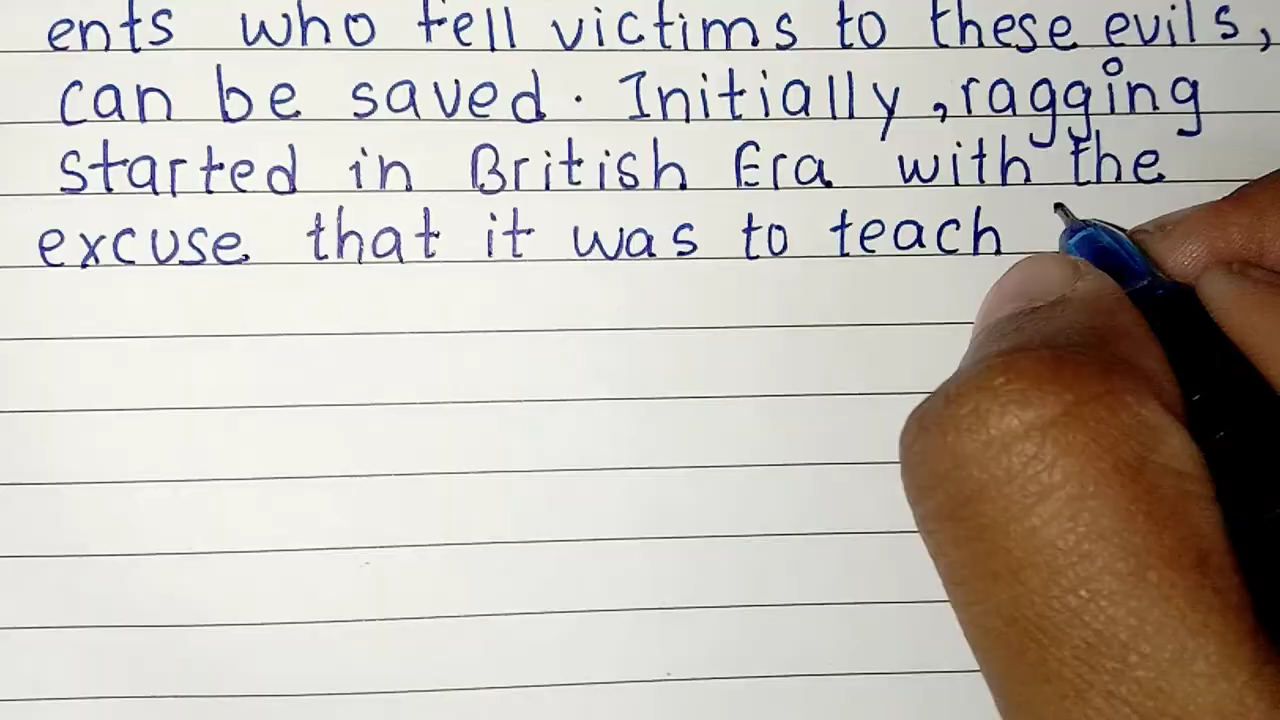 ents who fell victims to these evils,
can be saved. Initially, ragging
started in British Era with the
excuse that it was to teach